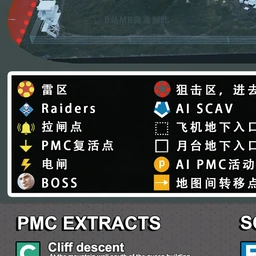 雷区
狙击区，进去
Raiders
AI SCAV
拉闸点
飞机地下入口
PMC复活点
月台地下入口
电闸
AI PMC活动
BOSS
地图间转移点
PMC EXTRACTS
Cliff descent